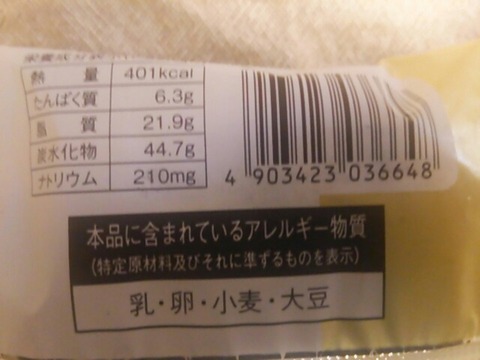 熱量 401kcal
たんぱく質 6.3g
脂質 21.9g
炭水化物 44.7g
ナトリウム 210mg
4 903423 036648
本品に含まれているアレルギー物質
(特定原材料及びそれに準ずるものを表示)
乳・卵・小麦・大豆